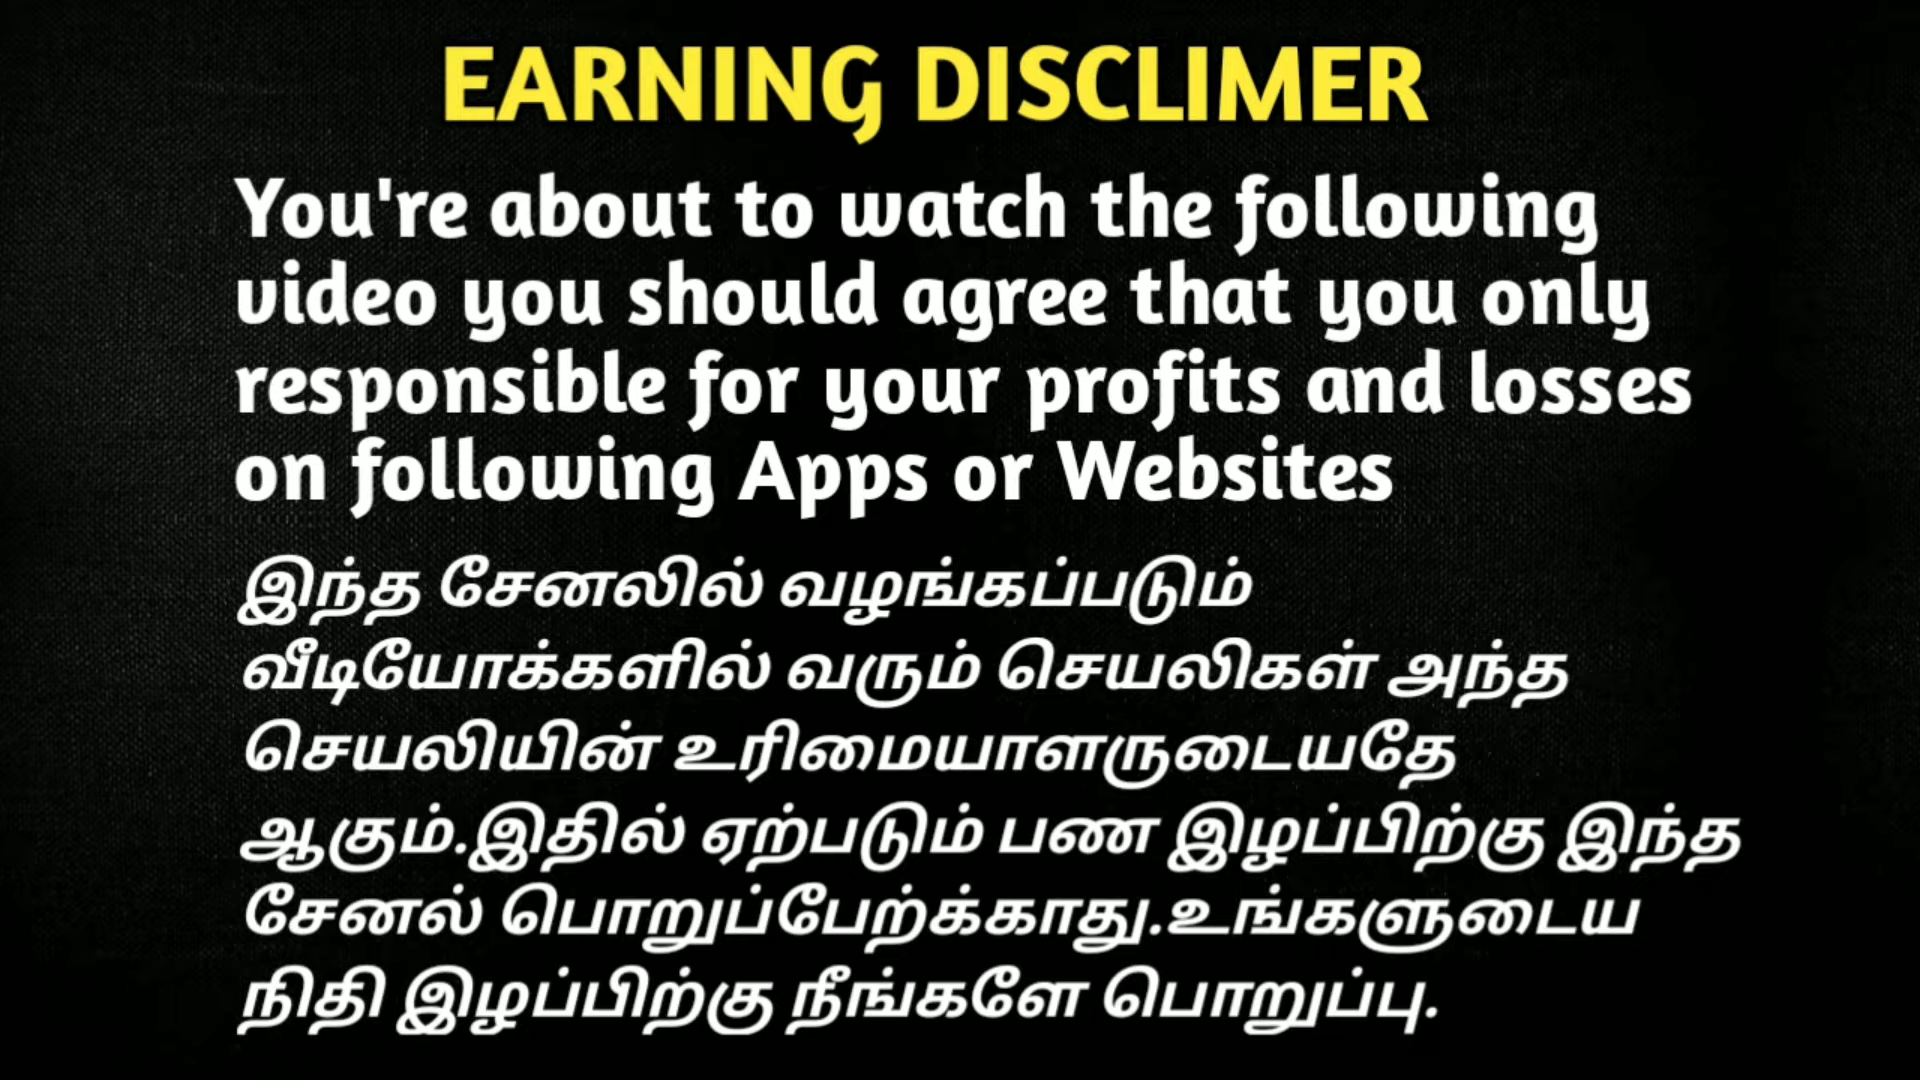 EARNING DISCLIMER
You're about to watch the following
video you should agree that you only
responsible for your profits and losses
on following Apps or Websites
இந்த சேனலில் வழங்கப்படும்
வீடியோக்களில் வரும் செயலிகள் அந்த
செயலியின் உரிமையாளருடையதே
ஆகும்.இதில் ஏற்படும் பண இழப்பிற்கு இந்த
சேனல் பொறுப்பேற்க்காது.உங்களுடைய
நிதி இழப்பிற்கு நீங்களே பொறுப்பு.